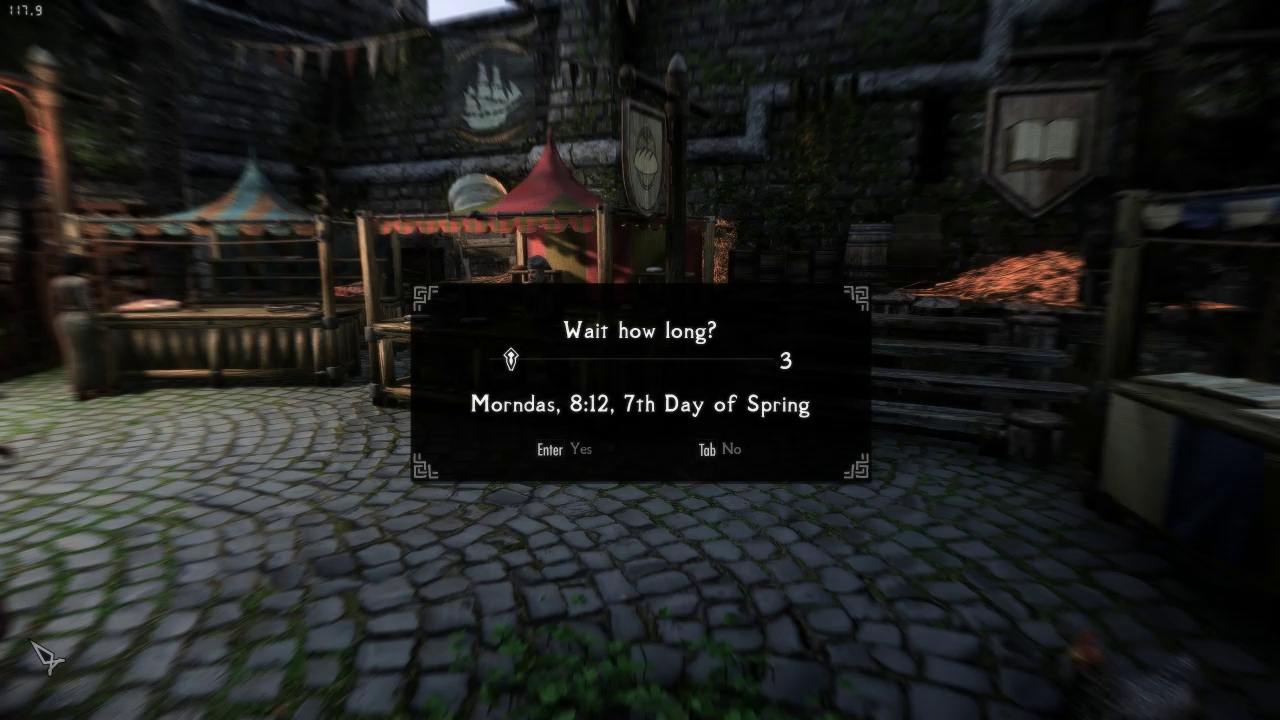 117.9
Wait how long?
3
Morndas, 8:12, 7th Day of Spring
Enter Yes
Tab No